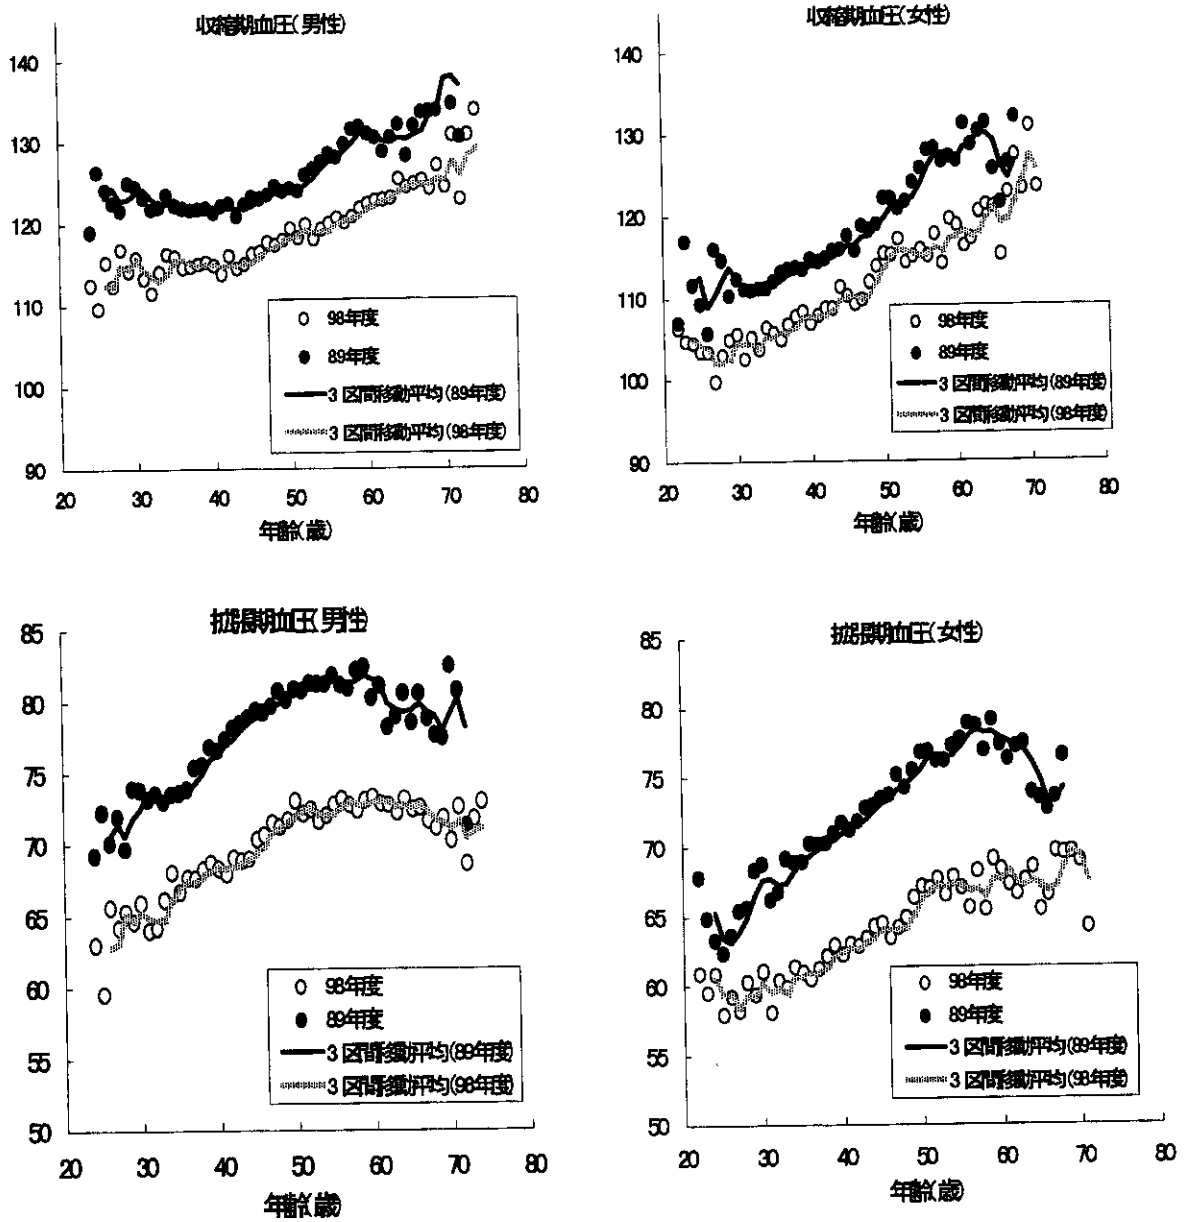 収縮期血圧(男性)
140
130
120
110
100
90
20 30 40 50 60 70 80
年齢(歳)
○ 98年度
● 89年度
3 区間移動平均(89年度)
3 区間移動平均(98年度)
収縮期血圧(女性)
140
130
120
110
100
90
20 30 40 50 60 70 80
年齢(歳)
○ 98年度
● 89年度
3 区間移動平均(89年度)
3 区間移動平均(98年度)
拡張期血圧(男性)
85
80
75
70
65
60
55
50
20 30 40 50 60 70 80
年齢(歳)
○ 98年度
● 89年度
3 区間移動平均(89年度)
3 区間移動平均(98年度)
拡張期血圧(女性)
85
80
75
70
65
60
55
50
20 30 40 50 60 70 80
年齢(歳)
○ 98年度
● 89年度
3 区間移動平均(89年度)
3 区間移動平均(98年度)